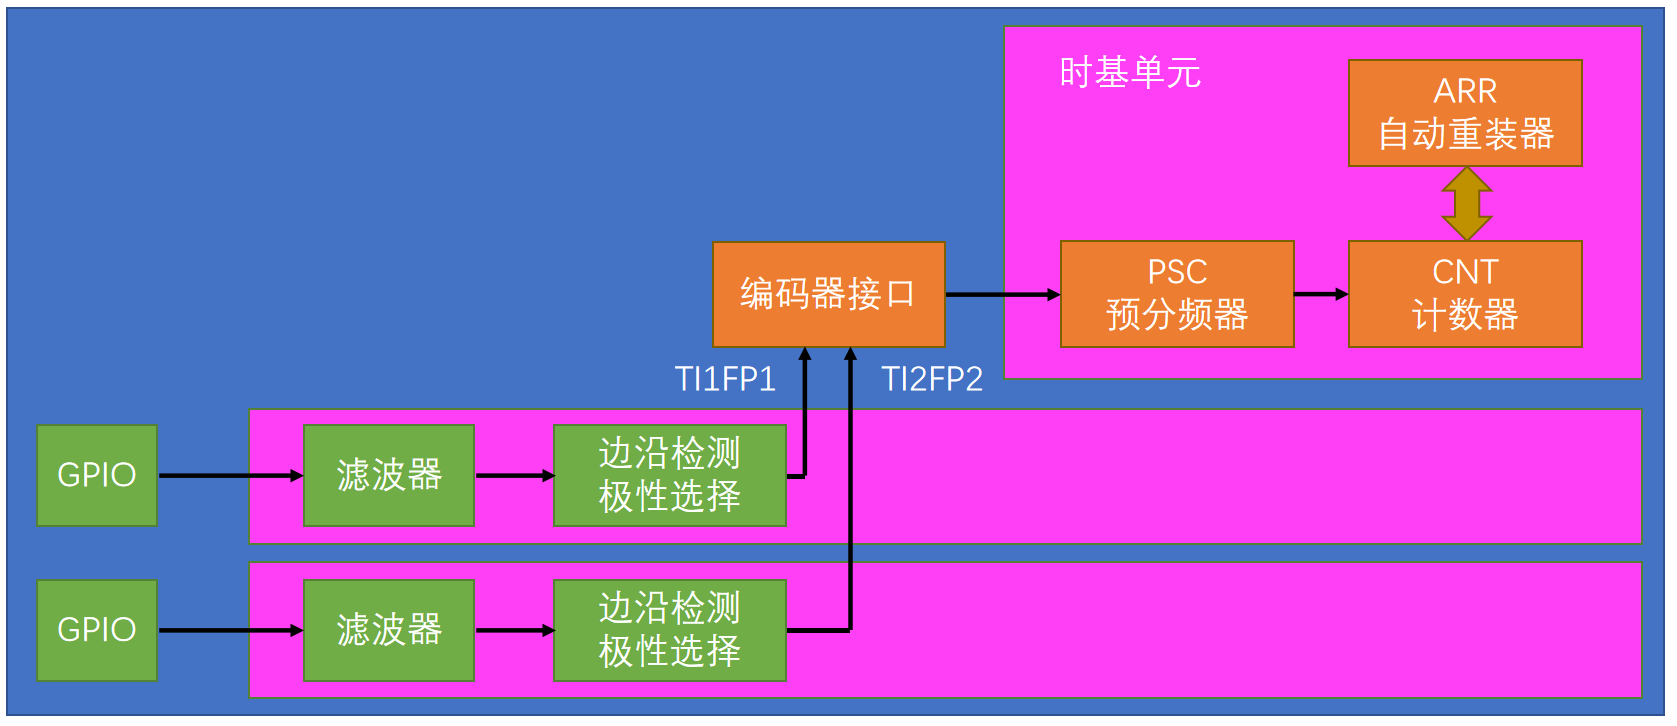 时基单元
ARR
自动重装器
编码器接口
PSC
预分频器
CNT
计数器
TI1FP1
TI2FP2
GPIO
滤波器
边沿检测
极性选择
GPIO
滤波器
边沿检测
极性选择